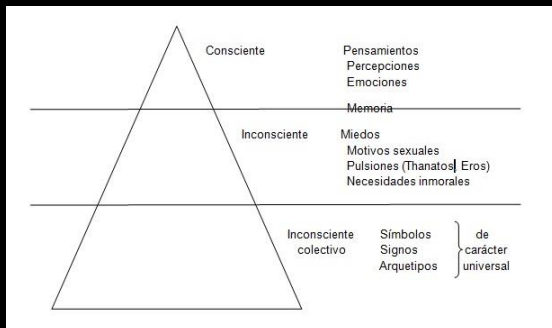 Consciente Pensamientos
Percepciones
Emociones
Memoria
Inconsciente Miedos
Motivos sexuales
Pulsiones (Thanatos| Eros)
Necesidades inmorales
Inconsciente Símbolos de
colectivo Signos carácter
Arquetipos universal